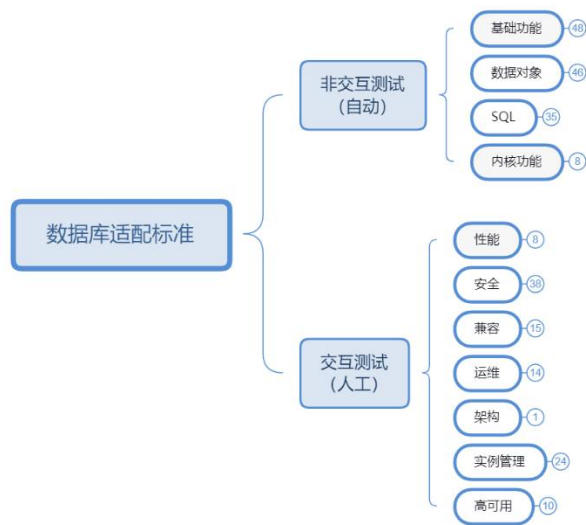 数据库适配标准
非交互测试
（自动）
基础功能 48
数据对象 46
SQL 35
内核功能 8
交互测试
（人工）
性能 8
安全 38
兼容 15
运维 14
架构 1
实例管理 24
高可用 10